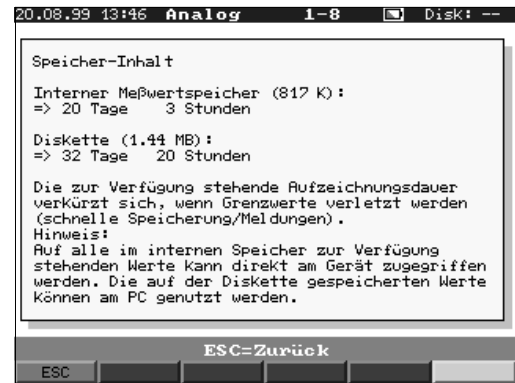 20.08.99 13:46 Analog 1-8 Disk: --
Speicher-Inhalt
Interner Meßwertspeicher (817 K):
=> 20 Tage 3 Stunden
Diskette (1.44 MB):
=> 32 Tage 20 Stunden
Die zur Verfügung stehende Aufzeichnungsdauer
verkürzt sich, wenn Grenzwerte verletzt werden
(schnelle Speicherung/Meldungen).
Hinweis:
Auf alle im internen Speicher zur Verfügung
stehenden Werte kann direkt am Gerät zugegriffen
werden. Die auf der Diskette gespeicherten Werte
können am PC genutzt werden.
ESC=Zurück
ESC